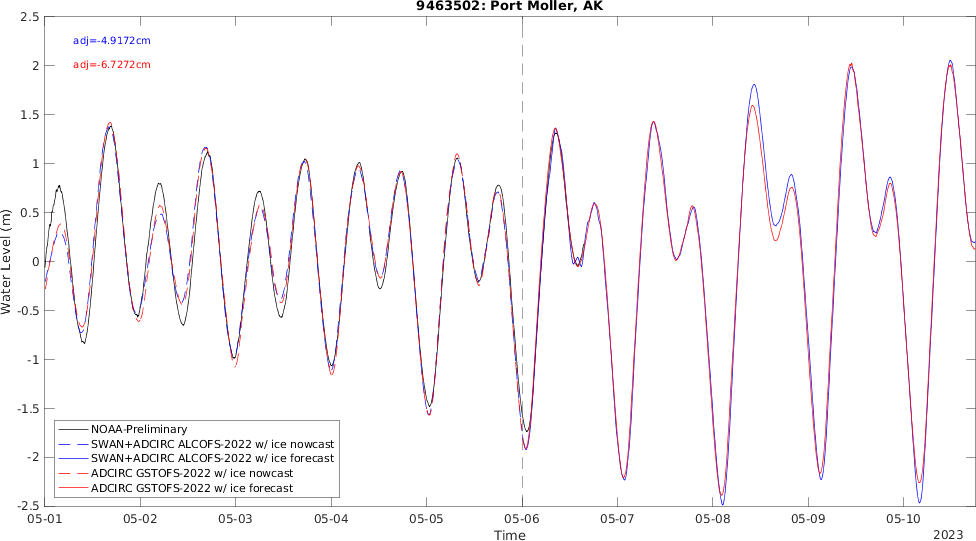 9463502: Port Moller, AK
adj=-4.9172cm
adj=-6.7272cm
2.5
2
1.5
1
0.5
0
-0.5
-1
-1.5
-2
-2.5
Water Level (m)
NOAA-Preliminary
SWAN+ADCIRC ALCOFS-2022 w/ ice nowcast
SWAN+ADCIRC ALCOFS-2022 w/ ice forecast
ADCIRC GSTOFS-2022 w/ ice nowcast
ADCIRC GSTOFS-2022 w/ ice forecast
05-01 05-02 05-03 05-04 05-05 05-06 05-07 05-08 05-09 05-10
Time
2023